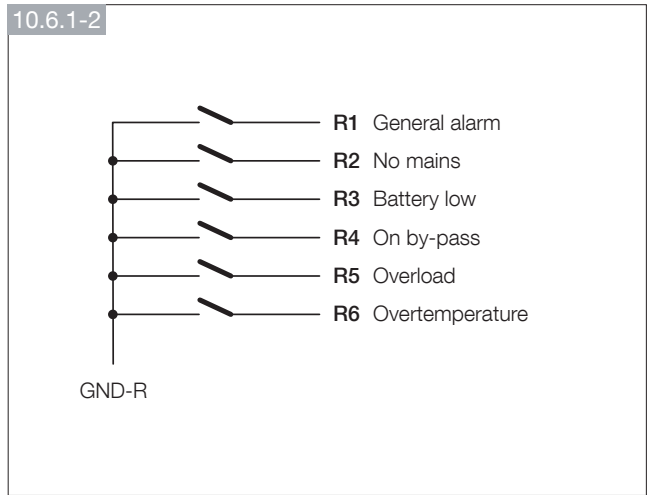 10.6.1-2
R1 General alarm
R2 No mains
R3 Battery low
R4 On by-pass
R5 Overload
R6 Overtemperature
GND-R